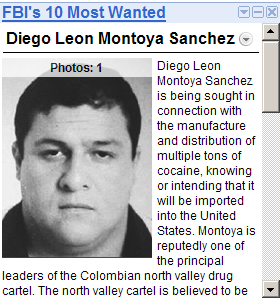 FBI's 10 Most Wanted
Diego Leon Montoya Sanchez
Photos: 1
Diego Leon
Montoya Sanchez
is being sought in
connection with
the manufacture
and distribution of
multiple tons of
cocaine, knowing
or intending that it
will be imported
into the United
States. Montoya is
reputedly one of
the principal
leaders of the Colombian north valley drug
cartel. The north valley cartel is believed to be